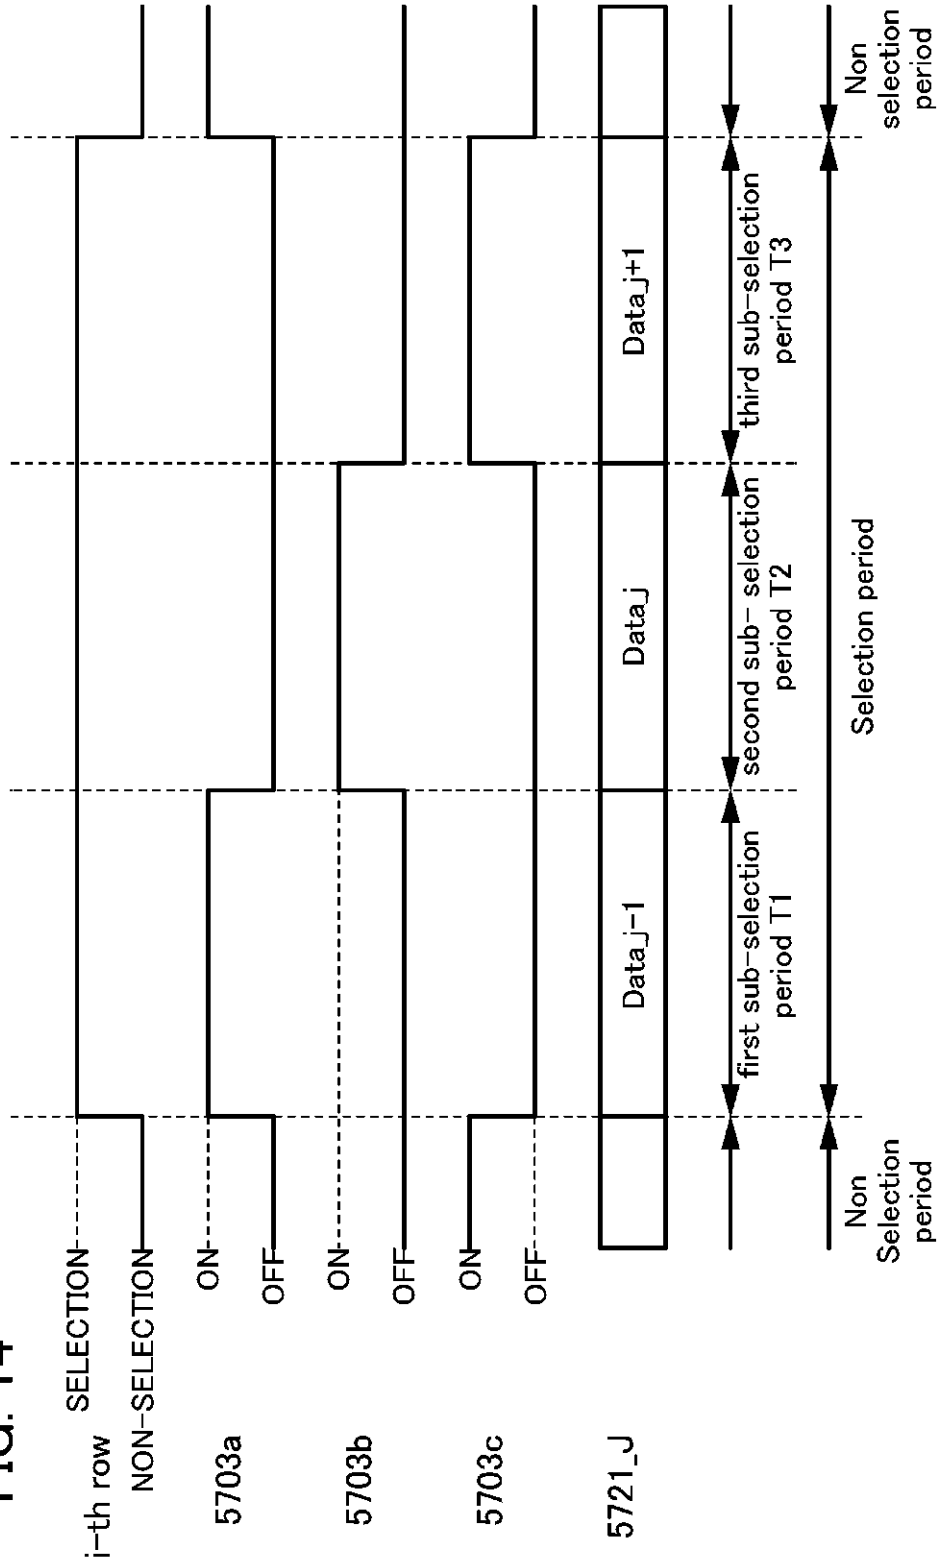 FIG. 14
i-th row SELECTION
NON-SELECTION
5703a ON
OFF
5703b ON
OFF
5703c ON
OFF
5721_J Data_j-1 Data_j Data_j+1
first sub-selection
period T1
second sub- selection
period T2
third sub-selection
period T3
Non
Selection
period
Selection period
Non
selection
period